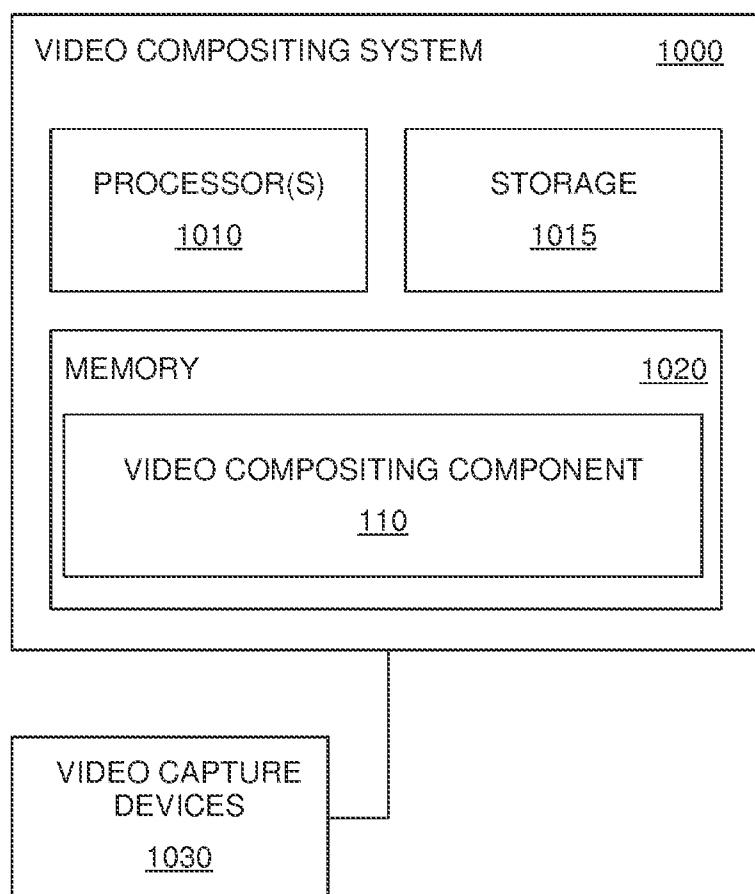 VIDEO COMPOSITING SYSTEM 1000
PROCESSOR(S)
1010
STORAGE
1015
MEMORY 1020
VIDEO COMPOSITING COMPONENT
110
VIDEO CAPTURE
DEVICES
1030